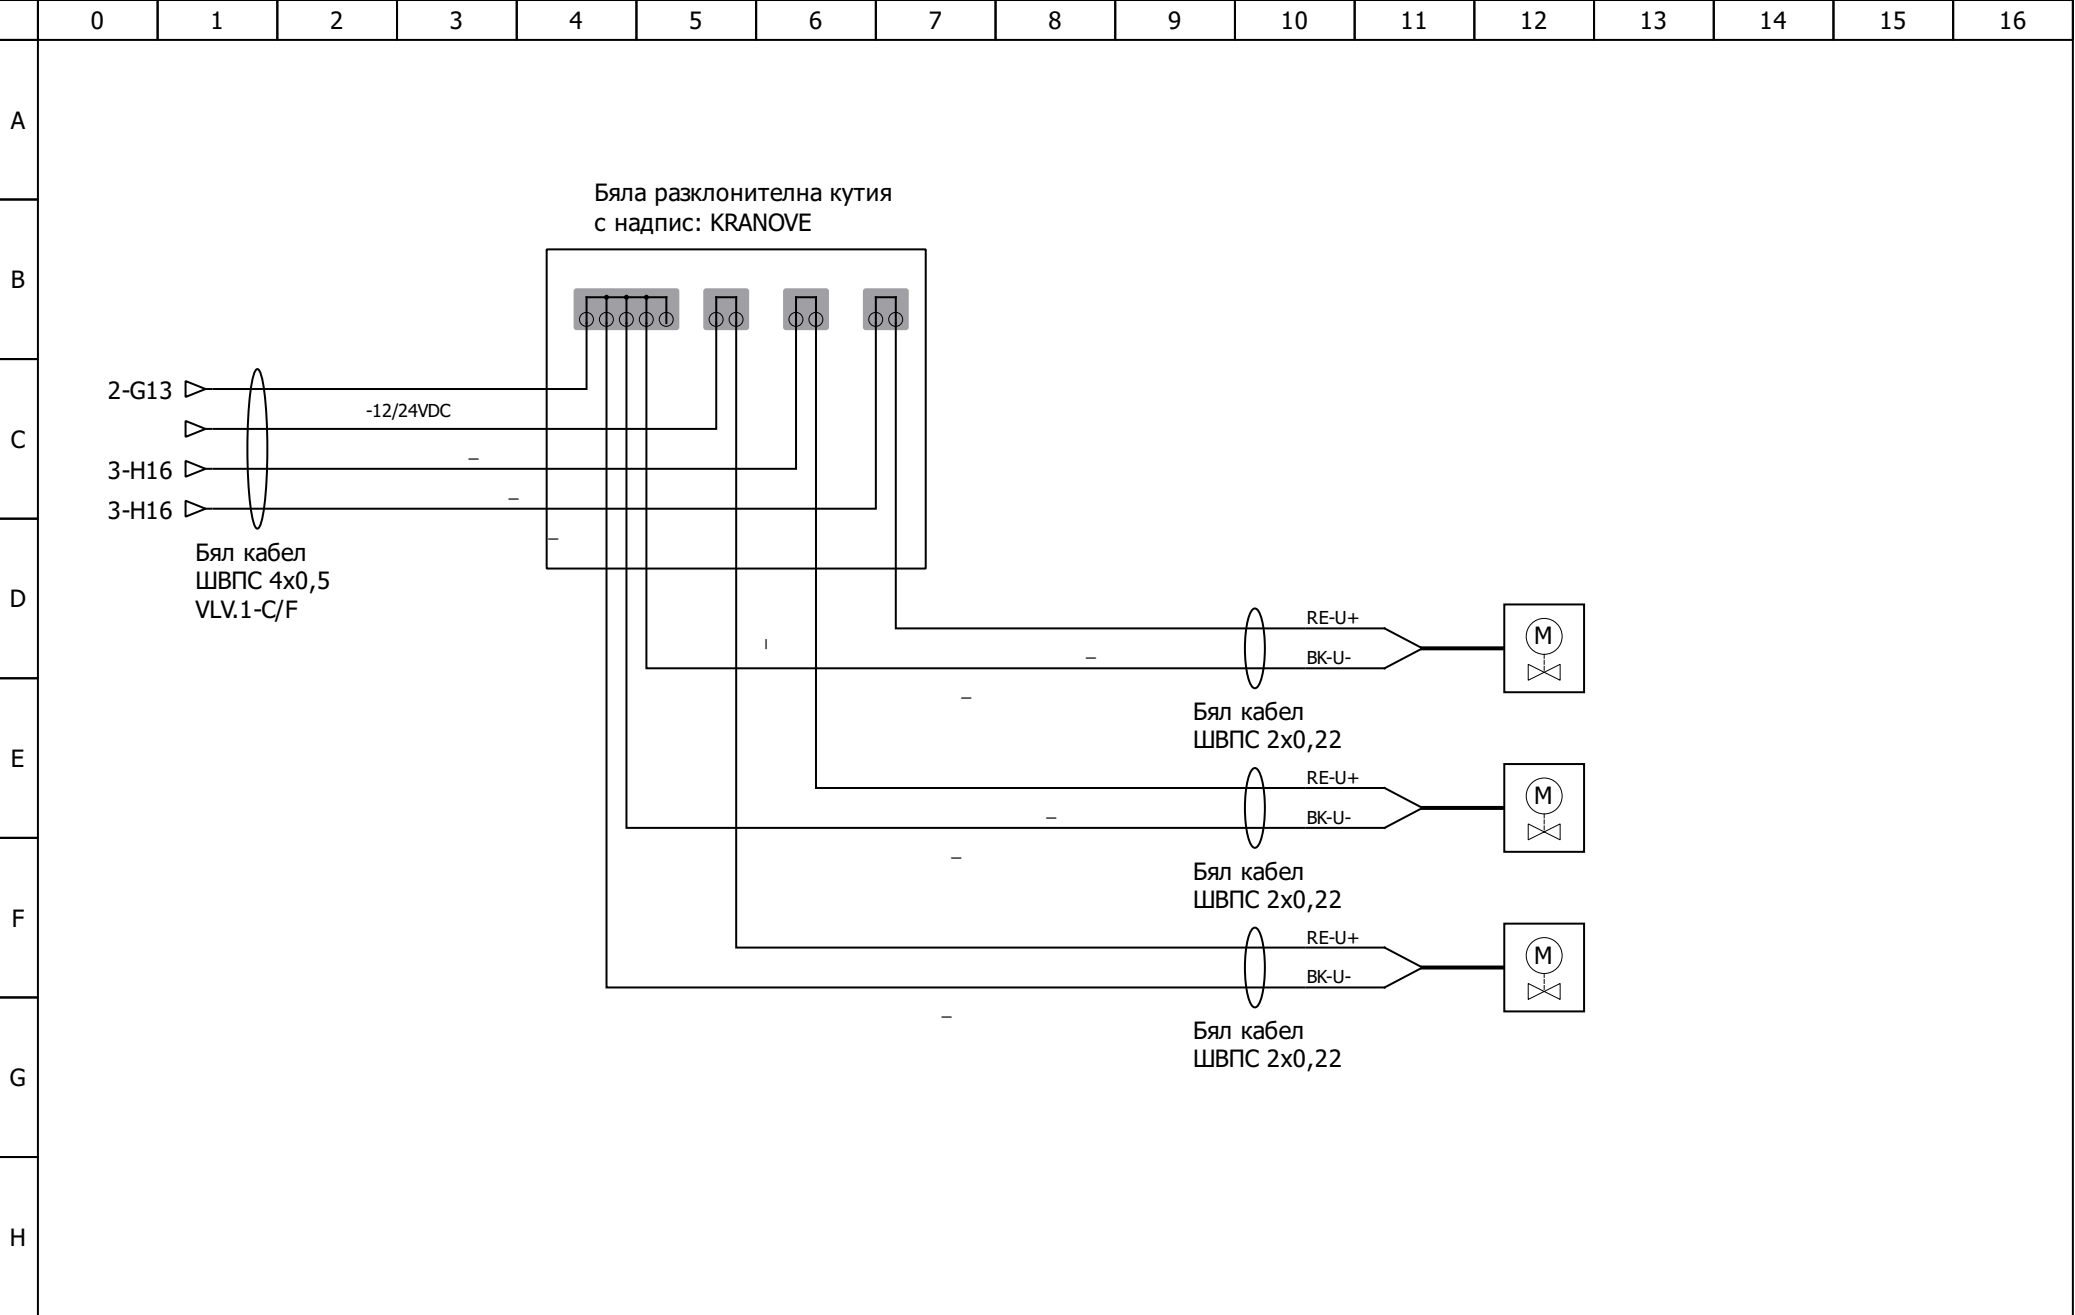 0 1 2 3 4 5 6 7 8 9 10 11 12 13 14 15 16
A
Бяла разклонителна кутия
с надпис: KRANOVE
B
2-G13
-12/24VDC
C
3-H16
3-H16
Бял кабел
ШВПС 4x0,5
VLV.1-C/F
D
RE-U+
M
BK-U-
Бял кабел
ШВПС 2x0,22
E
RE-U+
M
BK-U-
Бял кабел
ШВПС 2x0,22
F
RE-U+
M
BK-U-
Бял кабел
ШВПС 2x0,22
G
H